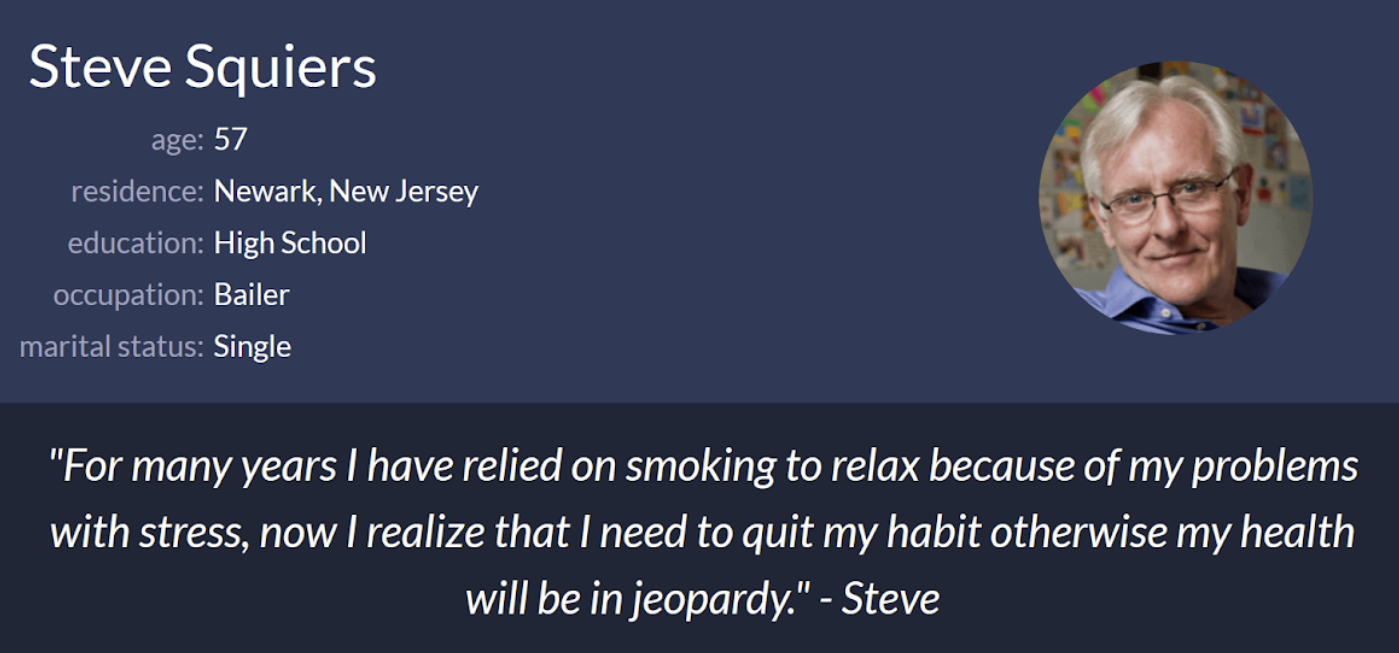 Steve Squiers
age: 57
residence: Newark, New Jersey
education: High School
occupation: Bailer
marital status: Single
"For many years I have relied on smoking to relax because of my problems
with stress, now I realize that I need to quit my habit otherwise my health
will be in jeopardy." - Steve